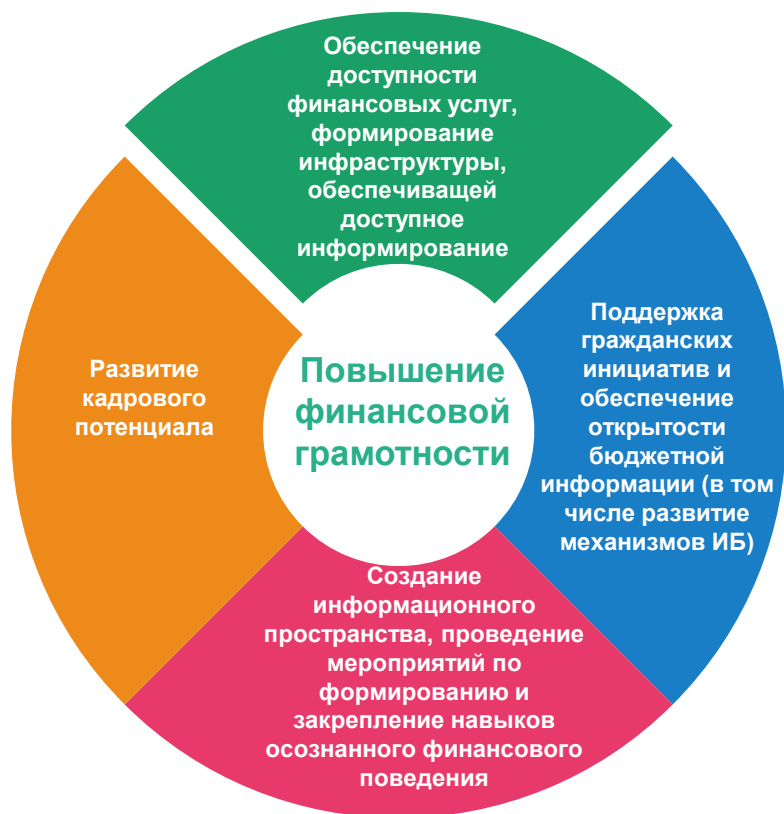 Обеспечение
доступности
финансовых услуг,
формирование
инфраструктуры,
обеспечиващей
доступное
информирование
Поддержка
гражданских
инициатив и
обеспечение
открытости
бюджетной
информации (в том
числе развитие
механизмов ИБ)
Создание
информационного
пространства, проведение
мероприятий по
формированию и
закрепление навыков
осознанного финансового
поведения
Развитие
кадрового
потенциала
Повышение
финансовой
грамотности